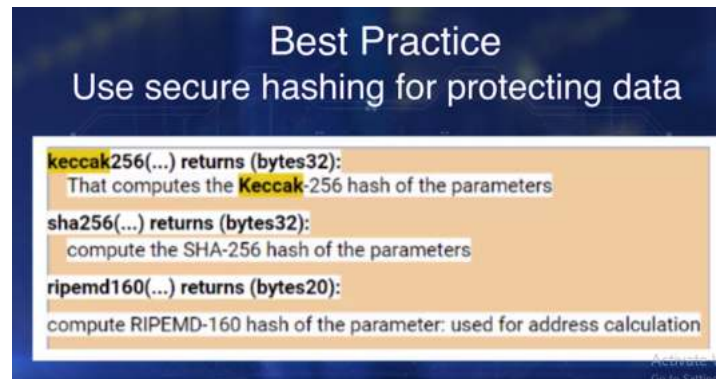 Best Practice
Use secure hashing for protecting data
keccak256(...) returns (bytes32):
That computes the Keccak-256 hash of the parameters
sha256(...) returns (bytes32):
compute the SHA-256 hash of the parameters
ripemd160(...) returns (bytes20):
compute RIPEMD-160 hash of the parameter: used for address calculation
Activate